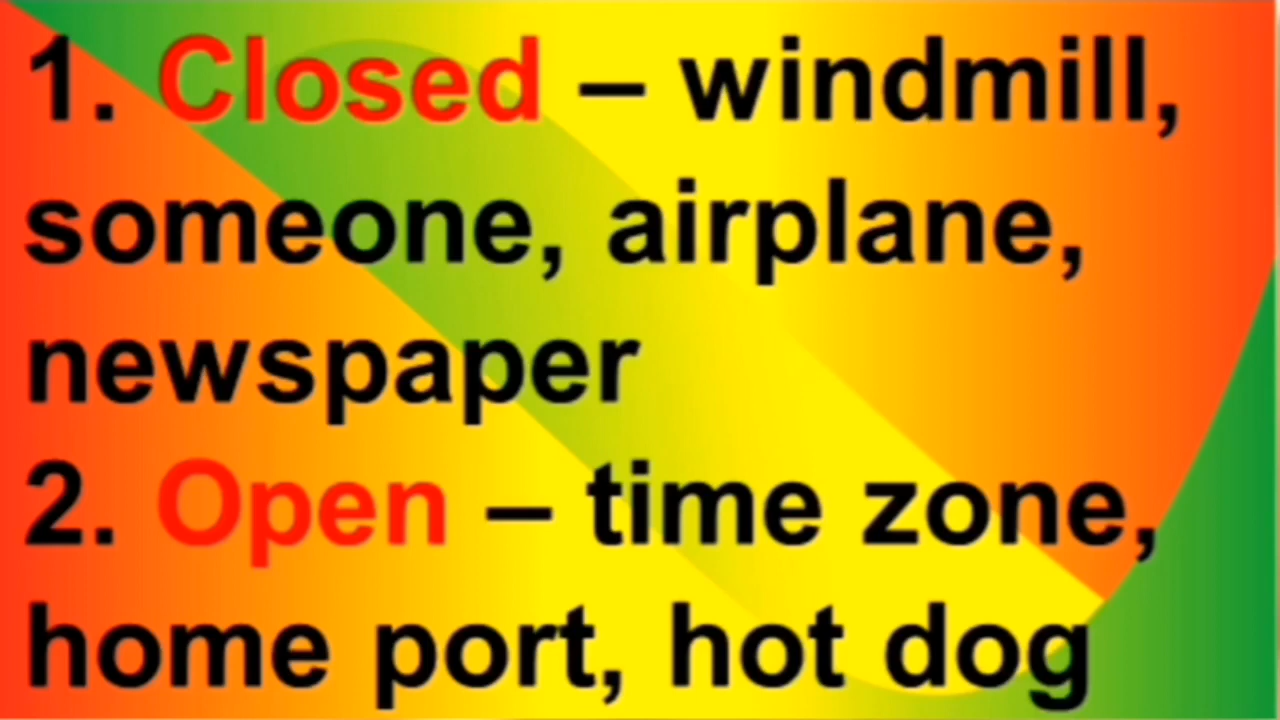 1. Closed – windmill,
someone, airplane,
newspaper
2. Open – time zone,
home port, hot dog